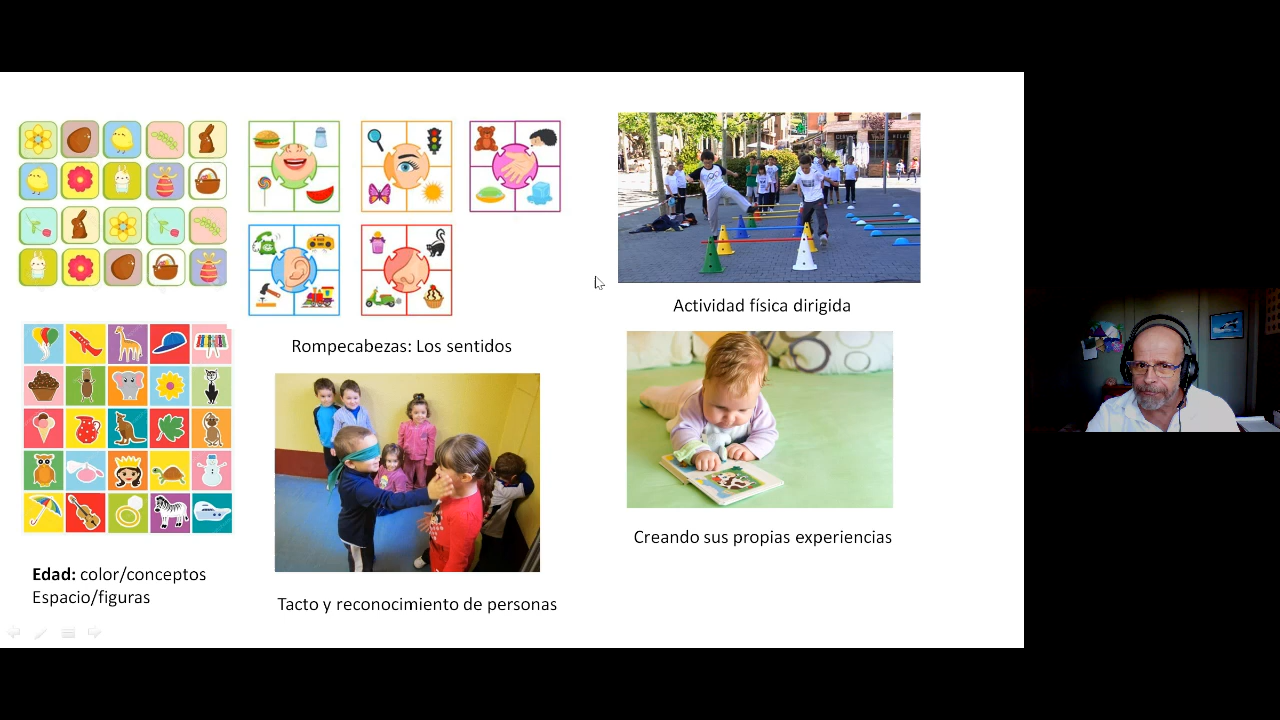 Edad: color/conceptos
Espacio/figuras
Rompecabezas: Los sentidos
Tacto y reconocimiento de personas
Actividad física dirigida
Creando sus propias experiencias